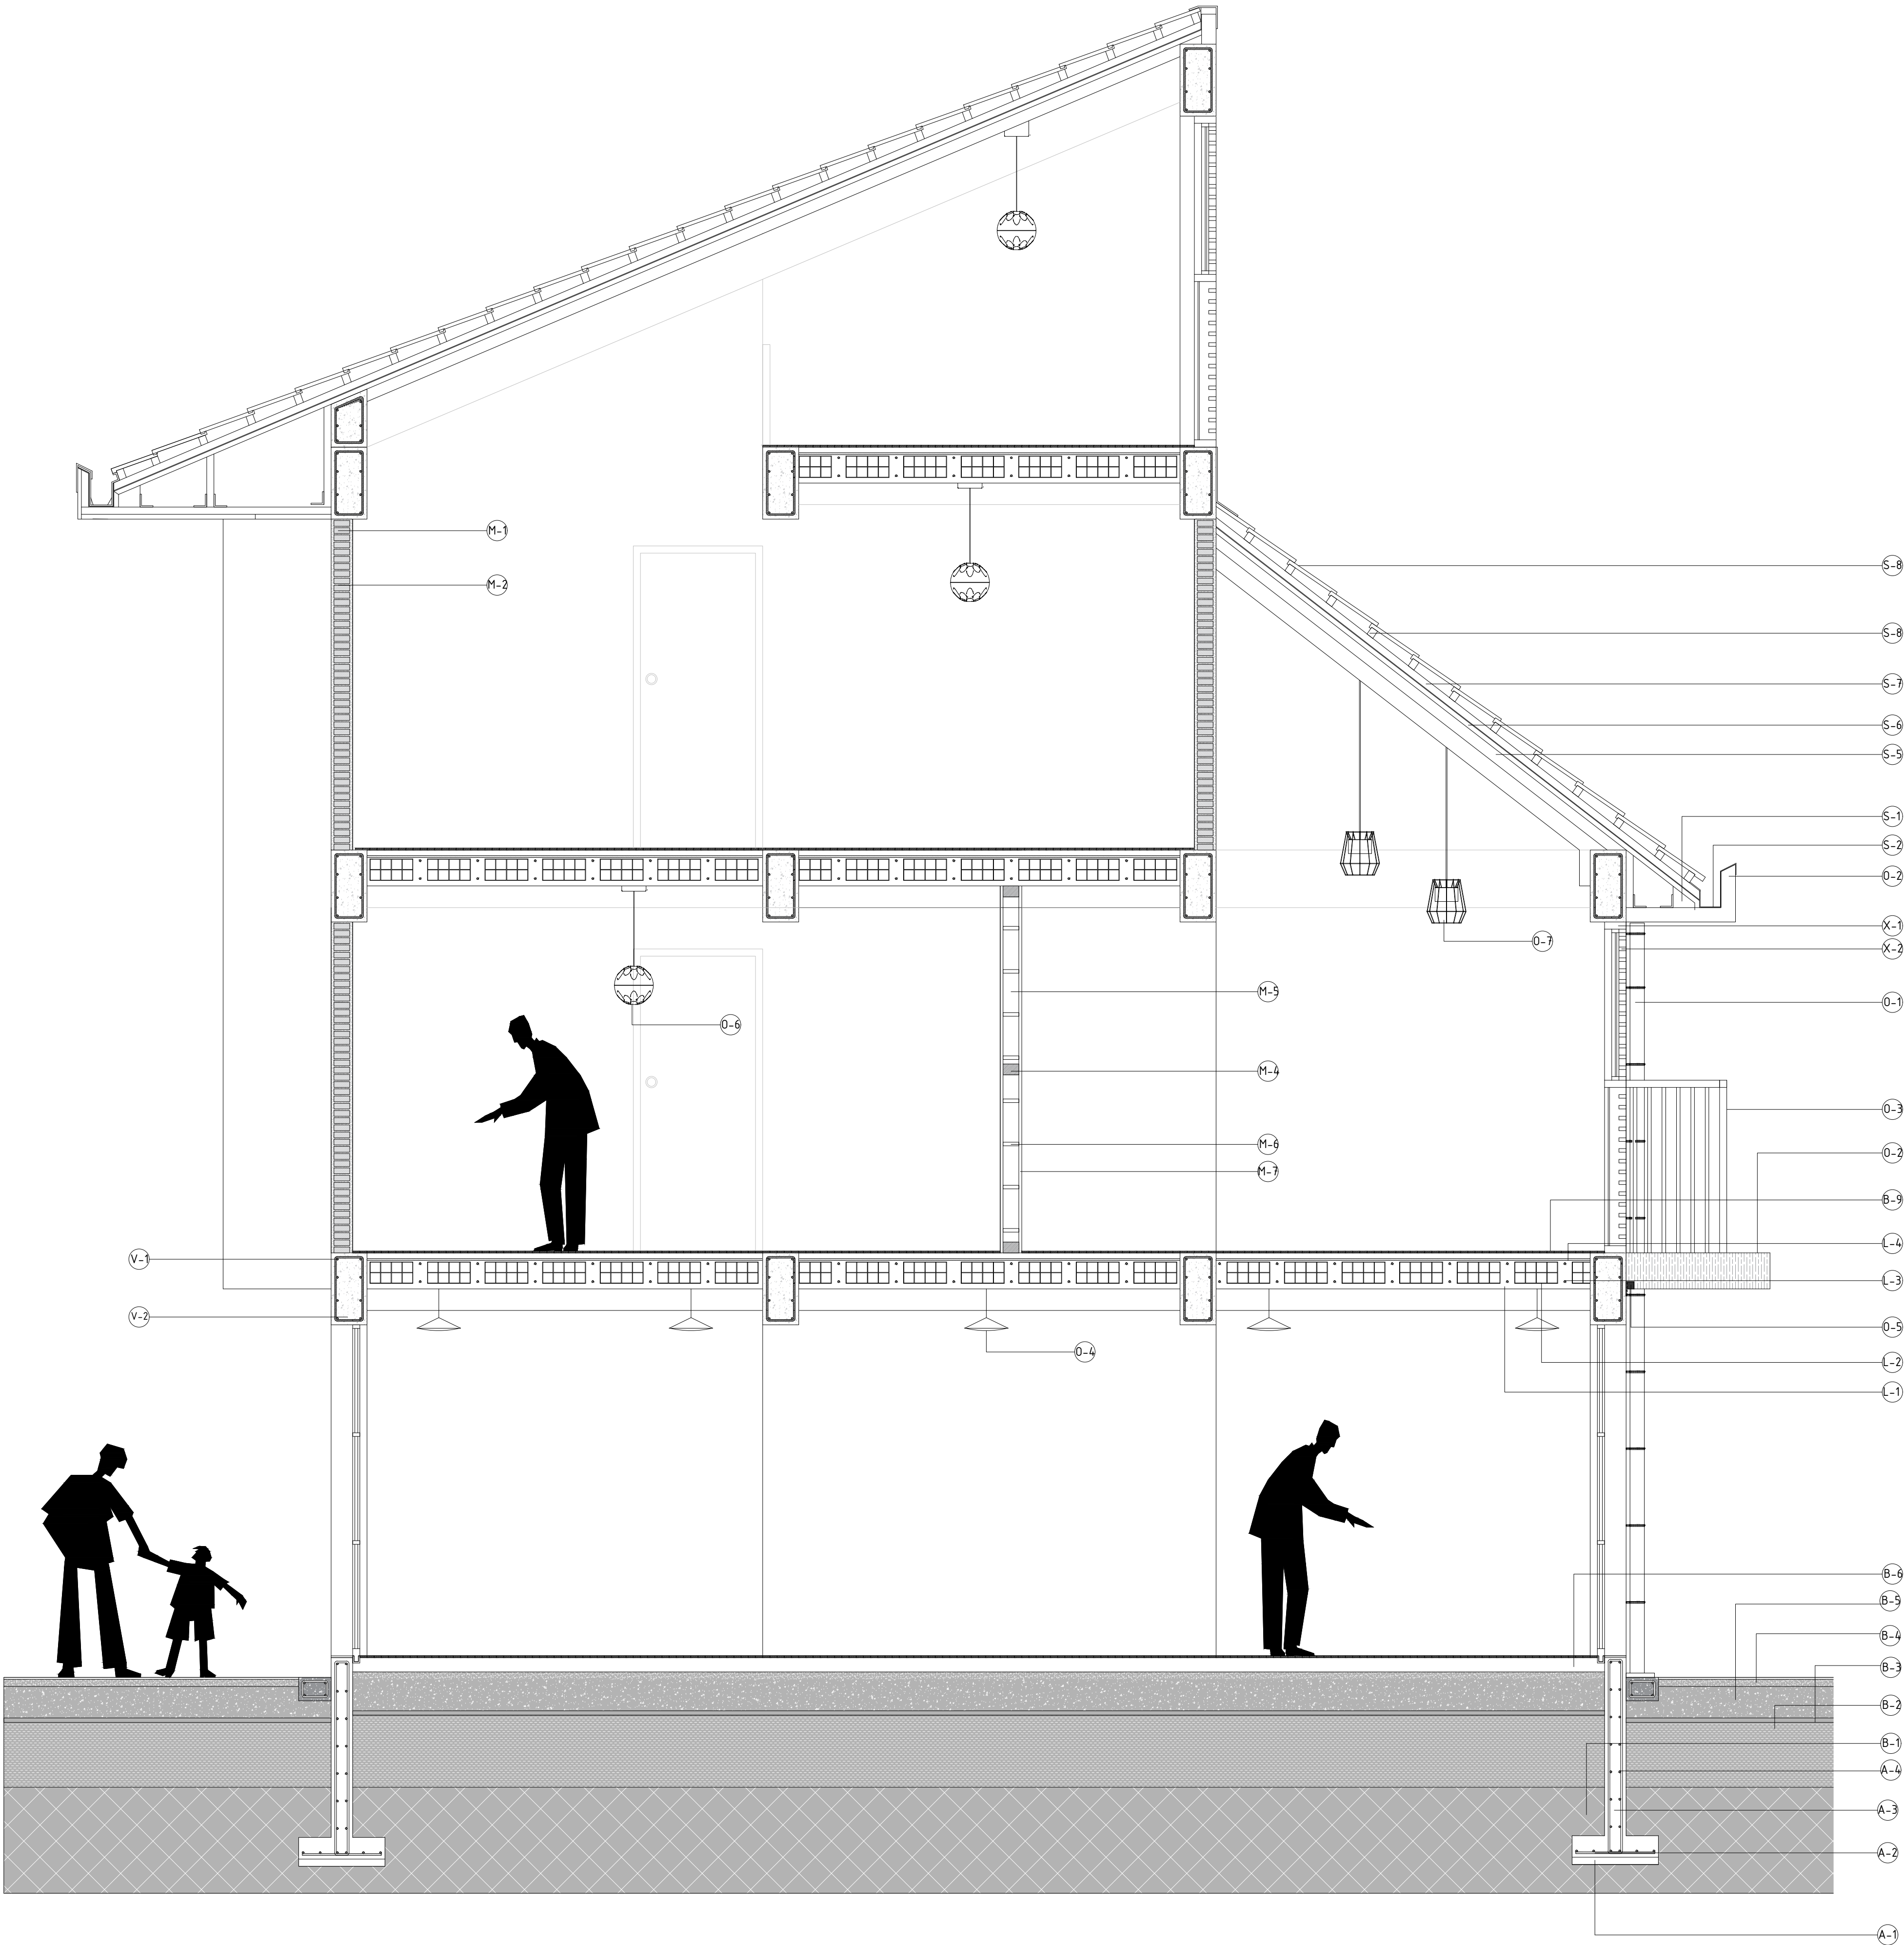 M-1
M-2
S-8
S-8
S-7
S-6
S-5
S-1
S-2
O-2
X-1
O-7
X-2
M-5
O-1
O-6
M-4
O-3
M-6
O-2
M-7
B-9
L-4
V-1
L-3
V-2
O-5
O-4
L-2
L-1
B-6
B-5
B-4
B-3
B-2
B-1
A-4
A-3
A-2
A-1